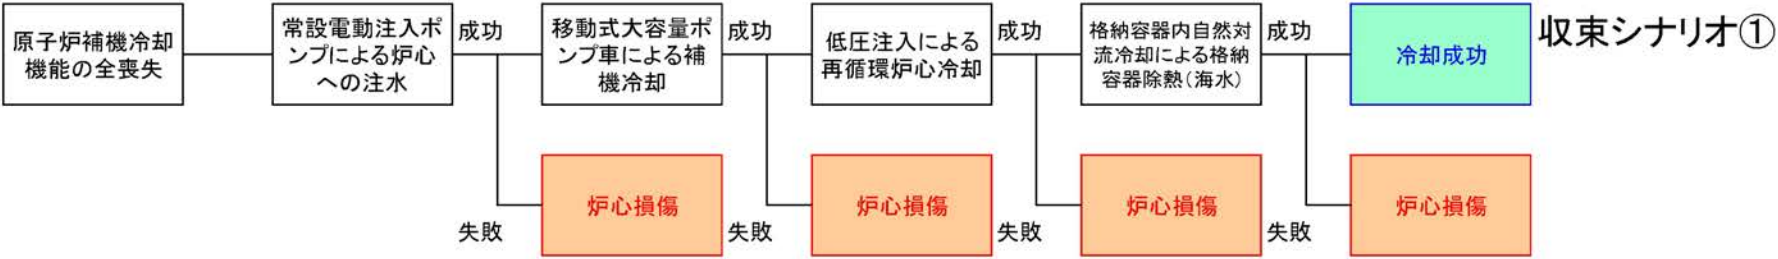 原子炉補機冷却
機能の全喪失
常設電動注入ポ
ンプによる炉心
への注水
成功
移動式大容量ポ
ンプ車による補
機冷却
成功
低圧注入による
再循環炉心冷却
成功
格納容器内自然対
流冷却による格納
容器除熱(海水)
成功
冷却成功
収束シナリオ①
失敗
炉心損傷
失敗
炉心損傷
失敗
炉心損傷
失敗
炉心損傷